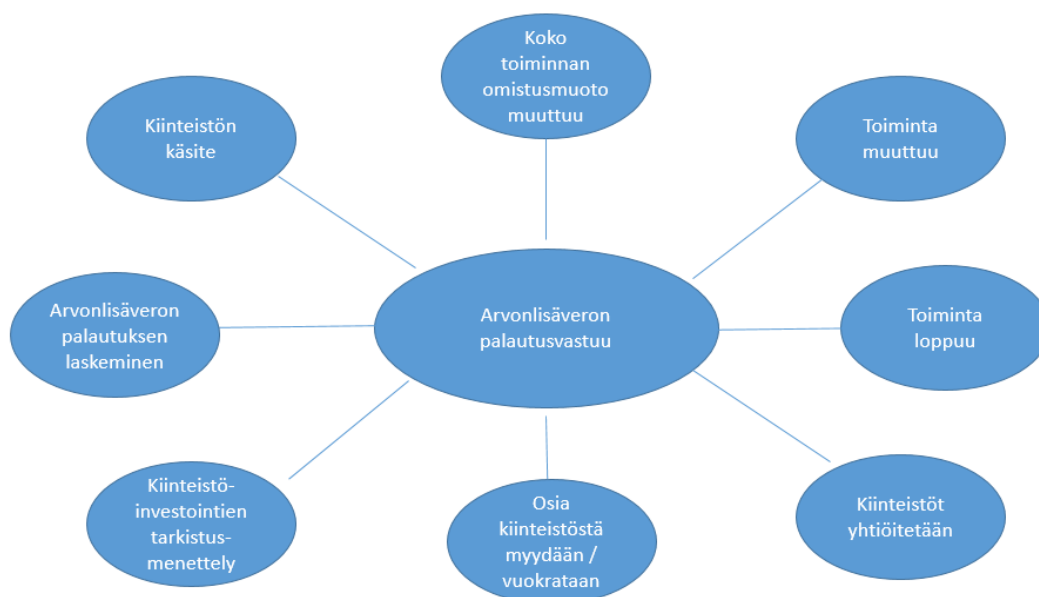 Koko
toiminnan
omistusmuoto
muuttuu
Kiinteistön
käsite
Toiminta
muuttuu
Arvonlisäveron
palautuksen
laskeminen
Arvonlisäveron
palautusvastuu
Toiminta
loppuu
Kiinteistö-
investointien
tarkistus-
menettely
Osia
kiinteistöstä
myydään /
vuokrataan
Kiinteistöt
yhtiöitetään